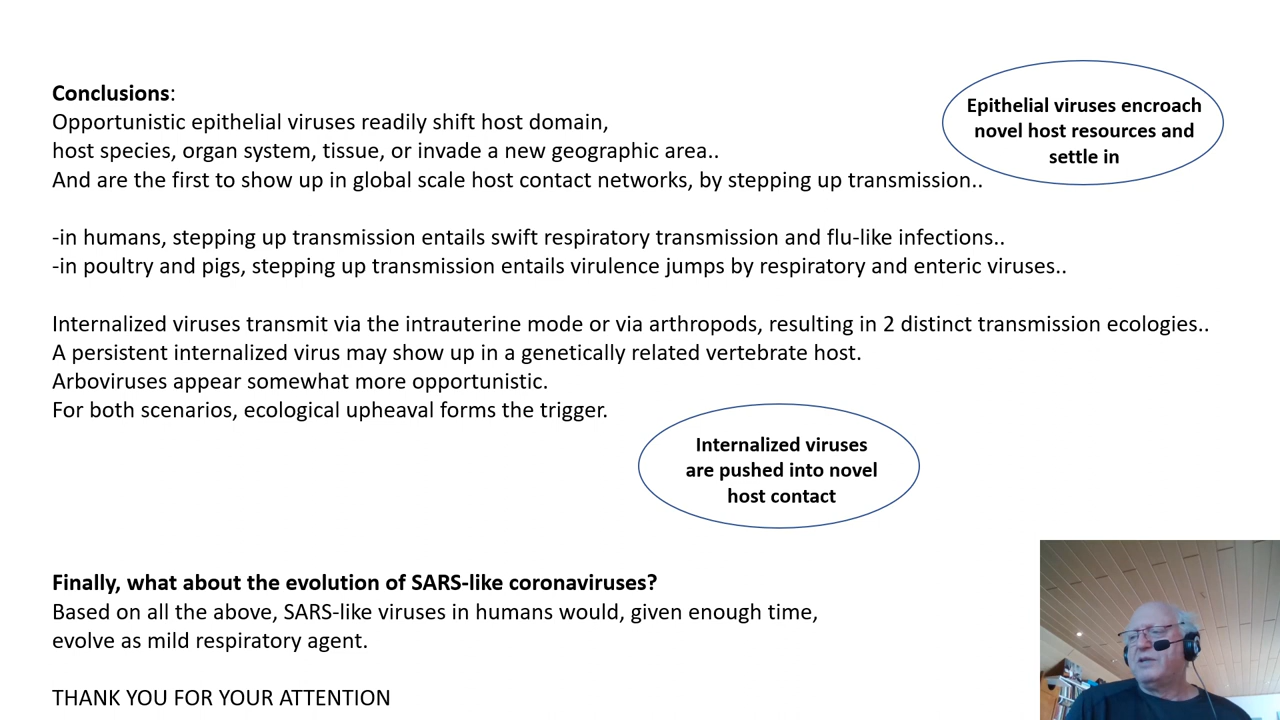 Conclusions:
Opportunistic epithelial viruses readily shift host domain,
host species, organ system, tissue, or invade a new geographic area..
And are the first to show up in global scale host contact networks, by stepping up transmission..
Epithelial viruses encroach
novel host resources and
settle in
-in humans, stepping up transmission entails swift respiratory transmission and flu-like infections..
-in poultry and pigs, stepping up transmission entails virulence jumps by respiratory and enteric viruses..
Internalized viruses transmit via the intrauterine mode or via arthropods, resulting in 2 distinct transmission ecologies..
A persistent internalized virus may show up in a genetically related vertebrate host.
Arboviruses appear somewhat more opportunistic.
For both scenarios, ecological upheaval forms the trigger.
Internalized viruses
are pushed into novel
host contact
Finally, what about the evolution of SARS-like coronaviruses?
Based on all the above, SARS-like viruses in humans would, given enough time,
evolve as mild respiratory agent.
THANK YOU FOR YOUR ATTENTION